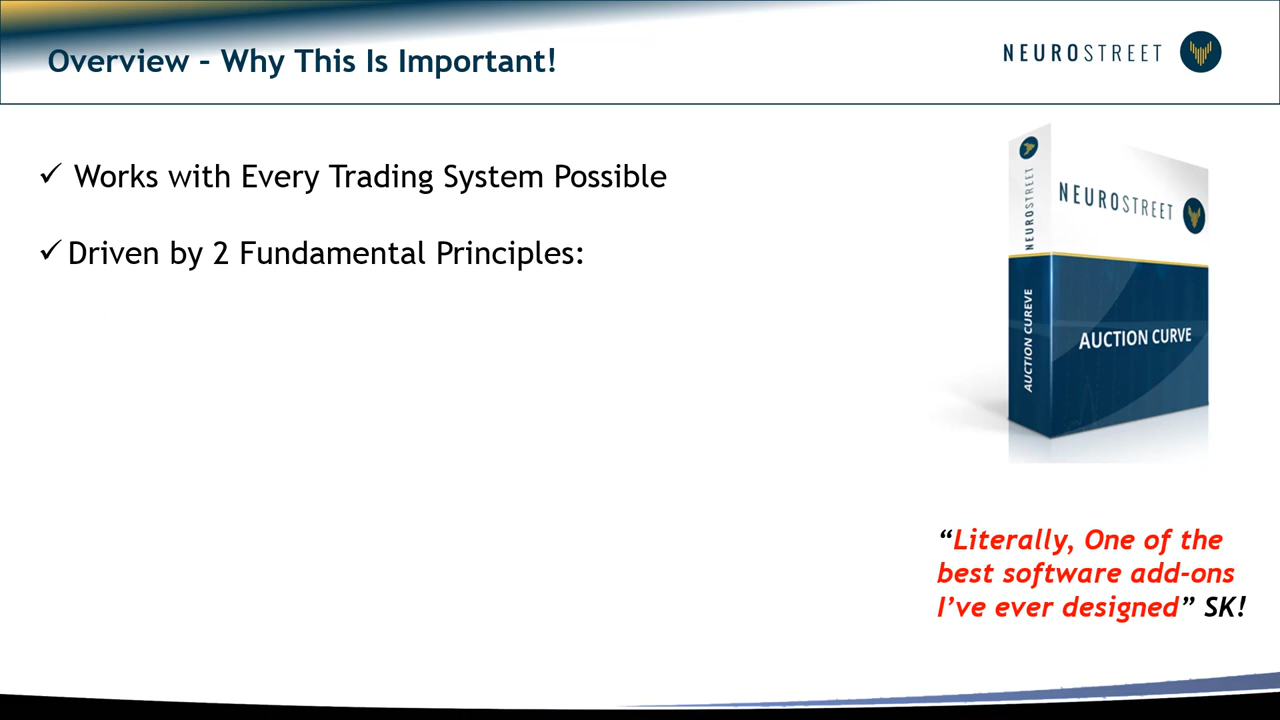 Overview - Why This Is Important!
NEUROSTREET
✓ Works with Every Trading System Possible
✓ Driven by 2 Fundamental Principles:
NEUROSTREET
NEUROSTREET
AUCTION CUREVE
AUCTION CURVE
“Literally, One of the
best software add-ons
I’ve ever designed” SK!